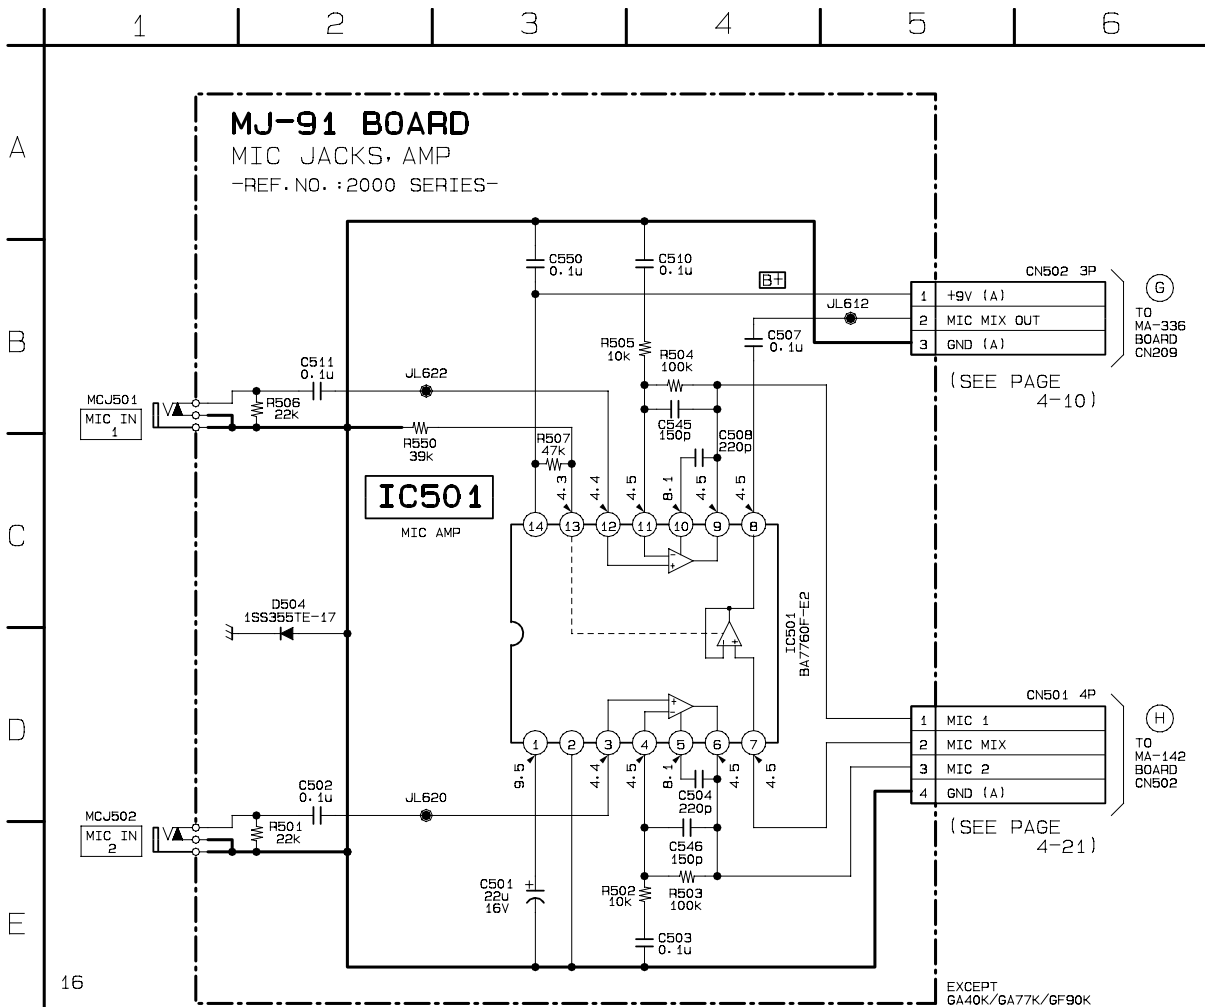 1 2 3 4 5 6
A
B
C
D
E
MJ-91 BOARD
MIC JACKS, AMP
-REF.NO.:2000 SERIES-
C550
0.1u
C510
0.1u
B+
CN502 3P
1 +9V (A)
2 MIC MIX OUT
3 GND (A)
G
TO
MA-336
BOARD
CN209
(SEE PAGE
4-10)
JL612
C507
0.1u
R505
10k
R504
100k
C545
150p
C508
220p
C511
0.1u
JL622
MCJ501
MIC IN
1
R506
22k
R550
39k
R507
47k
IC501
MIC AMP
4.3
4.4
4.5
8.1
4.5
4.5
14 13 12 11 10 9 8
D504
1SS355TE-17
IC501
BA7760F-E2
1 2 3 4 5 6 7
9.5
4.4
4.5
8.1
4.5
4.5
CN501 4P
1 MIC 1
2 MIC MIX
3 MIC 2
4 GND (A)
H
TO
MA-142
BOARD
CN502
(SEE PAGE
4-21)
C502
0.1u
JL620
MCJ502
MIC IN
2
R501
22k
C504
220p
C546
150p
C501
22u
16V
+
R502
10k
R503
100k
C503
0.1u
16
EXCEPT
GA40K/GA77K/GF90K